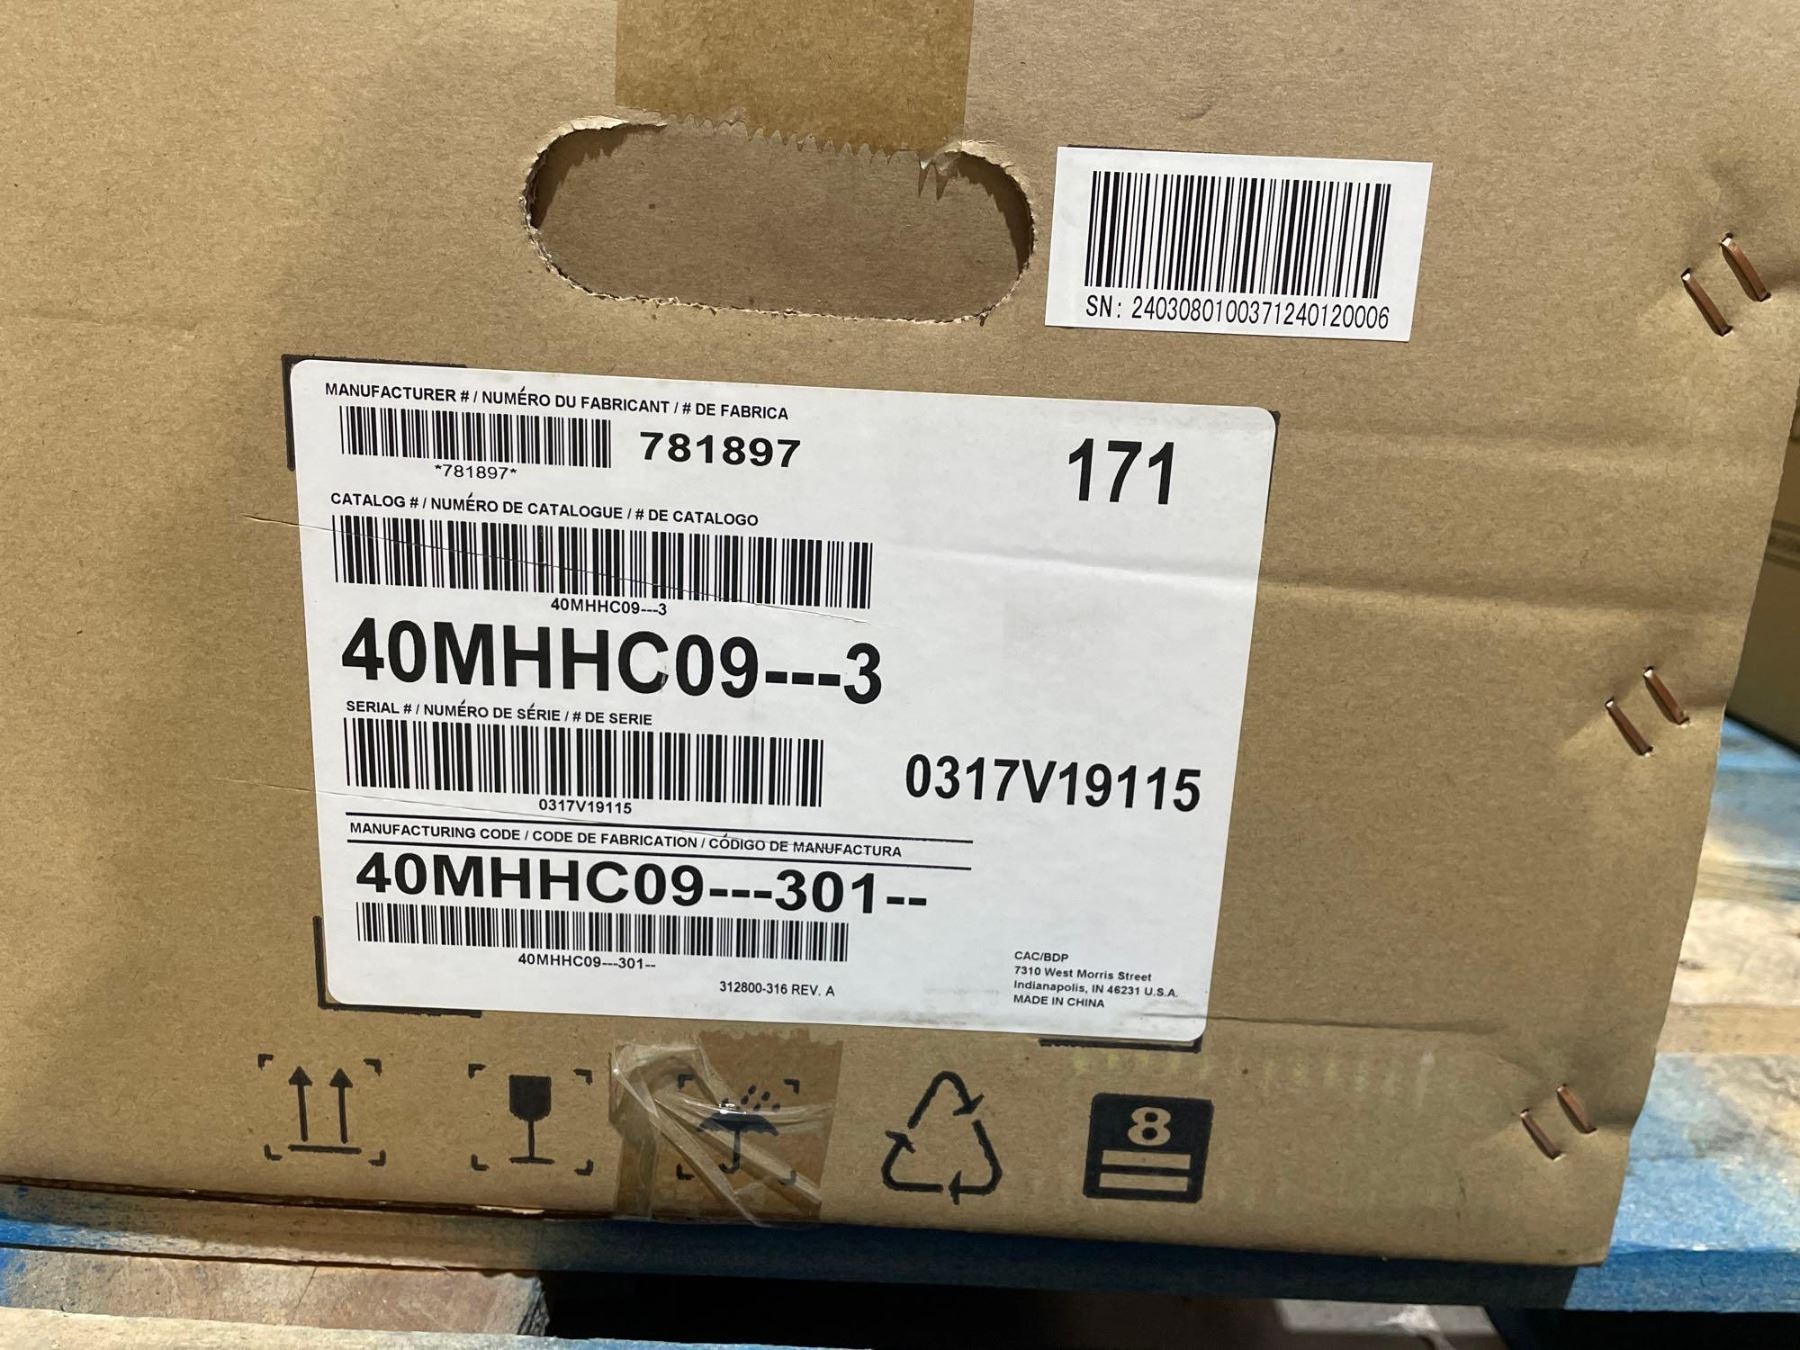 SN: 2403080100371240120006
MANUFACTURER # / NUMÉRO DU FABRICANT / # DE FABRICA
781897
*781897*
171
CATALOG # / NUMÉRO DE CATALOGUE / # DE CATALOGO
40MHHC09---3
40MHHC09---3
SERIAL # / NUMÉRO DE SÉRIE / # DE SERIE
0317V19115
0317V19115
MANUFACTURING CODE / CODE DE FABRICATION / CÓDIGO DE MANUFACTURA
40MHHC09---301--
40MHHC09---301--
312800-316 REV. A
CAC/BDP
7310 West Morris Street
Indianapolis, IN 46231 U.S.A.
MADE IN CHINA
8